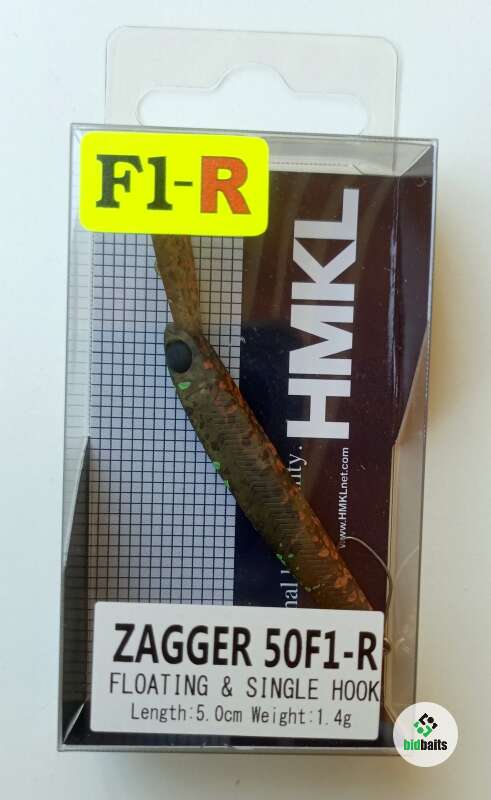 F1-R
HMKL
www.HMKLnet.com
ZAGGER 50F1-R
FLOATING & SINGLE HOOK
Length:5.0cm Weight:1.4g
bidbaits